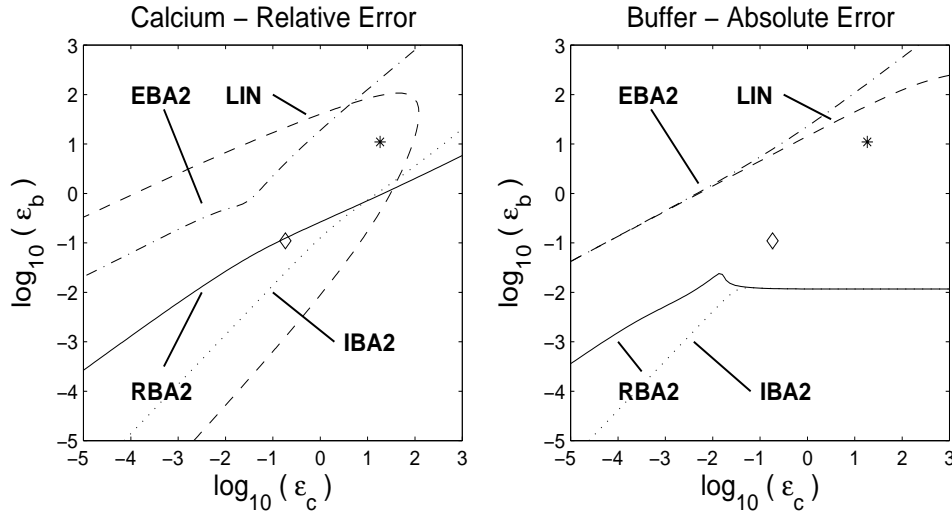 Calcium – Relative Error
3
2
1
0
−1
−2
−3
−4
−5
−5 −4 −3 −2 −1 0 1 2 3
log10 ( εb )
log10 ( εc )
EBA2
LIN
RBA2
IBA2
Buffer – Absolute Error
3
2
1
0
−1
−2
−3
−4
−5
−5 −4 −3 −2 −1 0 1 2 3
log10 ( εb )
log10 ( εc )
EBA2
LIN
RBA2
IBA2